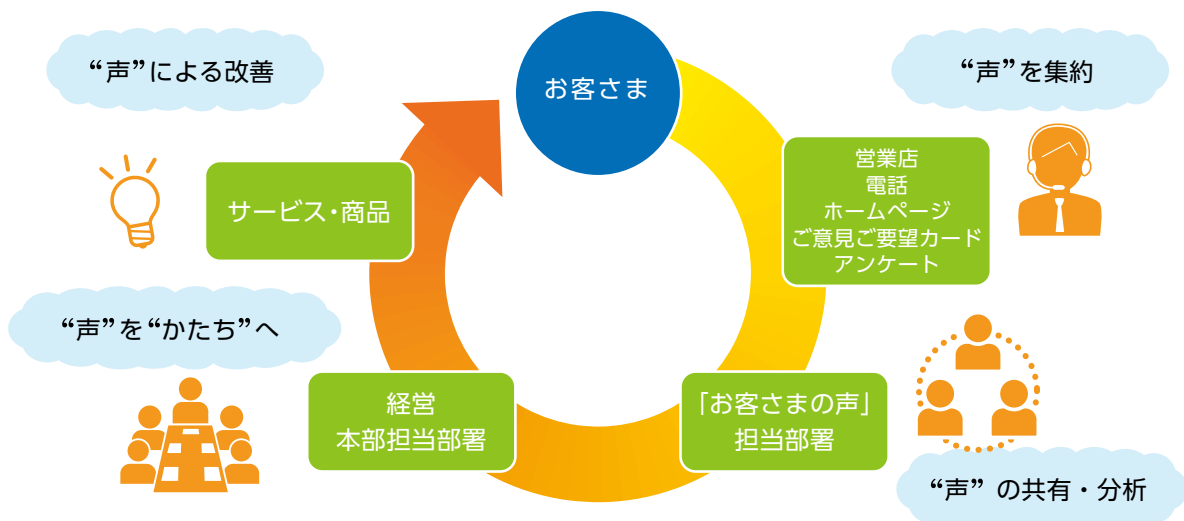 お客さま
“声”を集約
営業店
電話
ホームページ
ご意見ご要望カード
アンケート
「お客さまの声」
担当部署
“声” の共有・分析
経営
本部担当部署
“声”を“かたち”へ
サービス・商品
“声”による改善